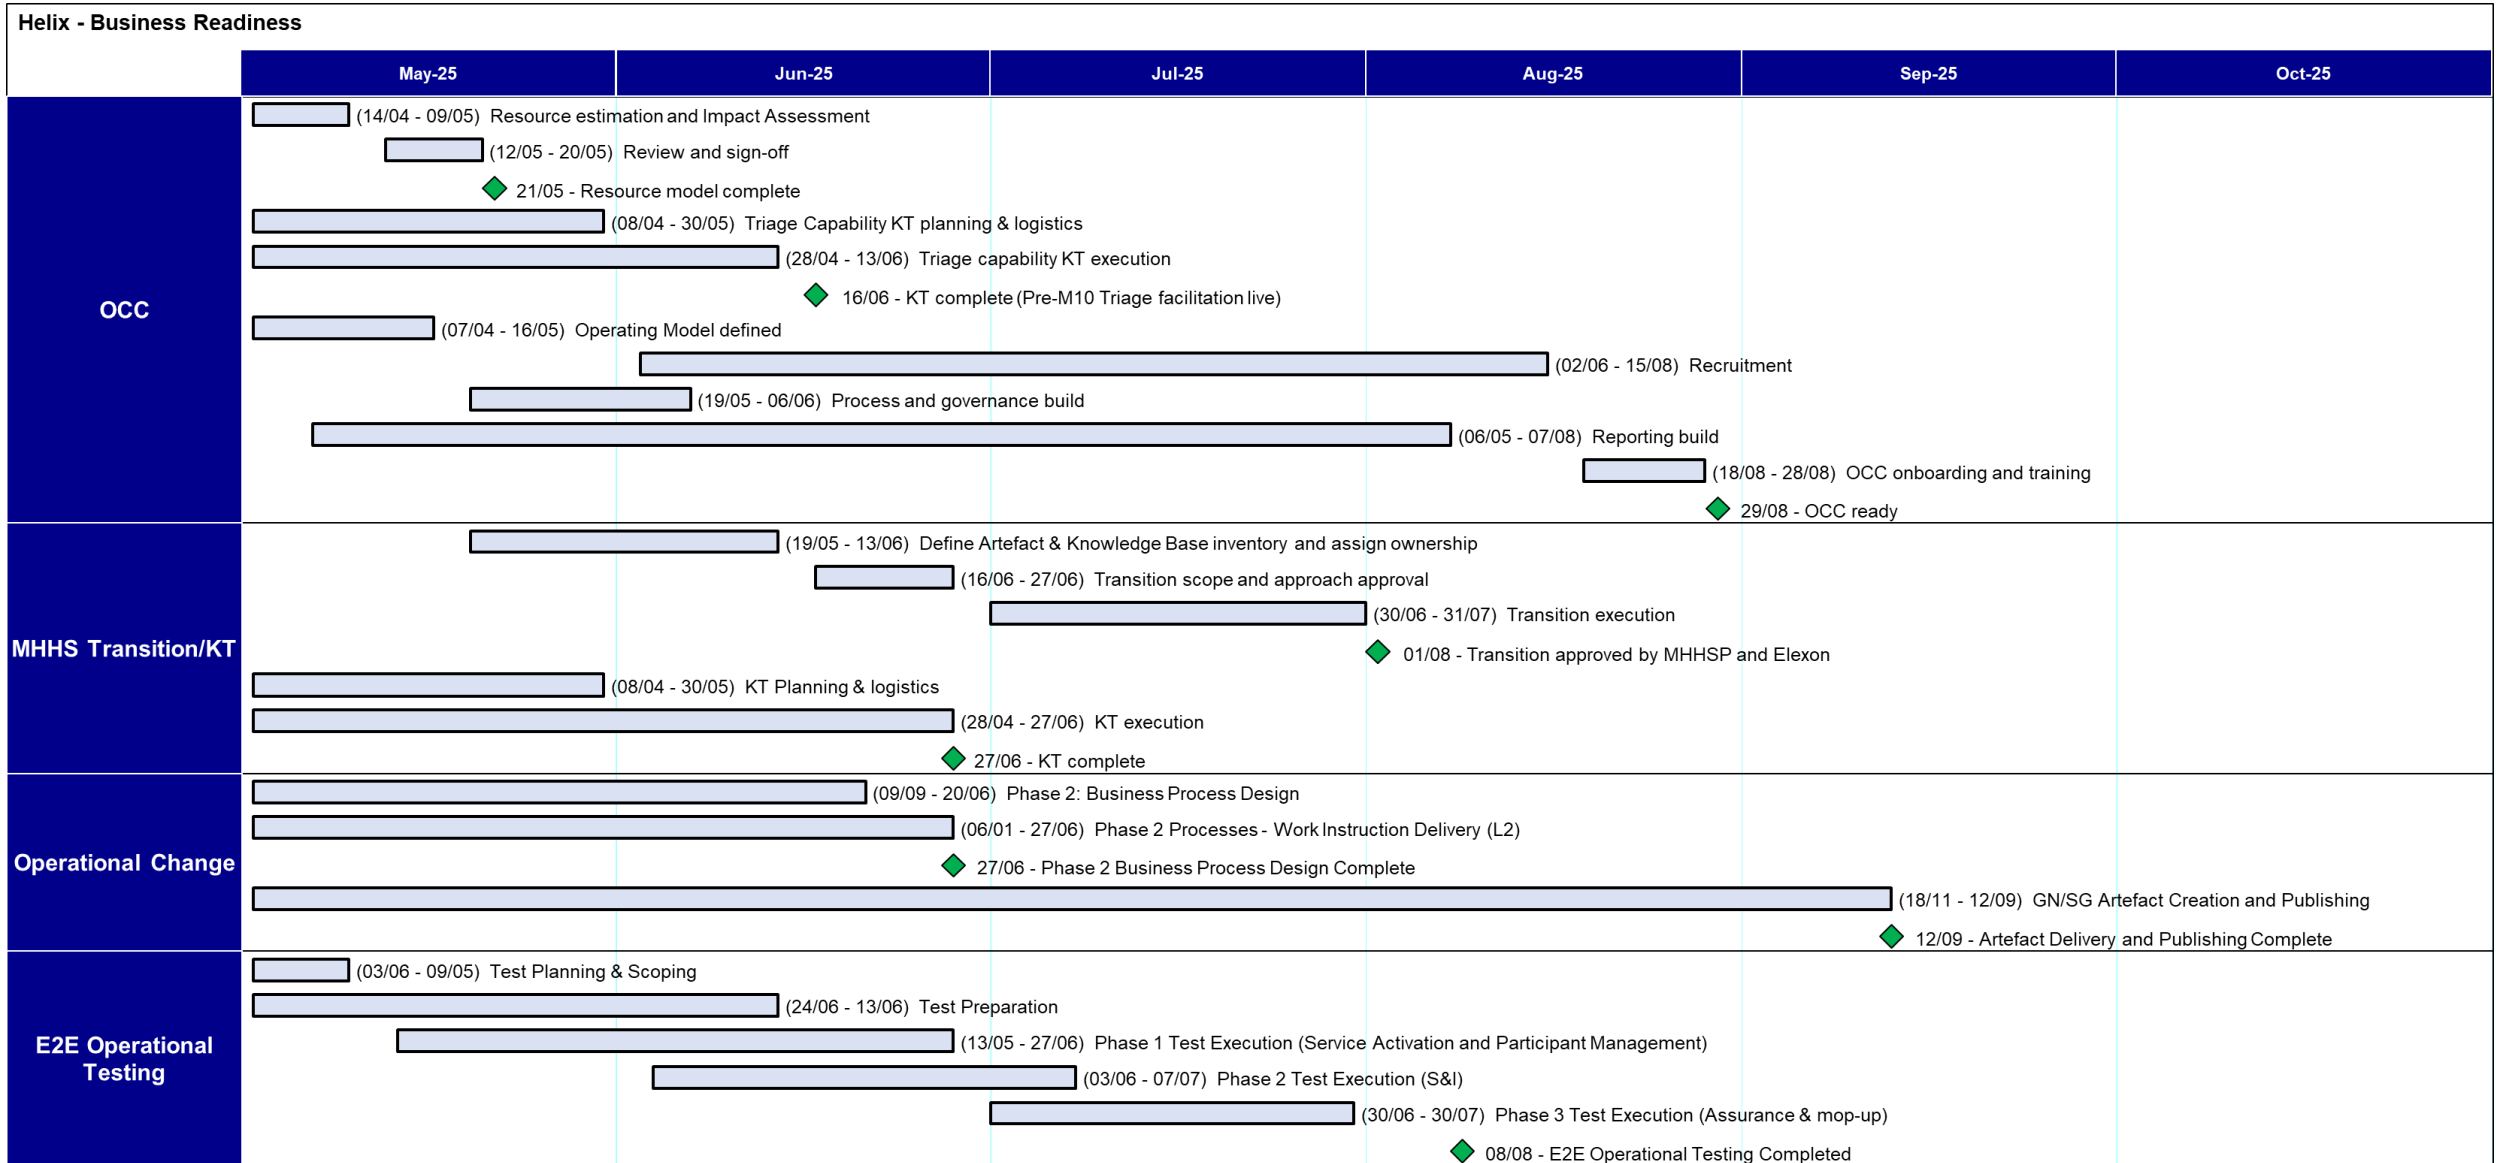 Helix - Business Readiness
May-25 Jun-25 Jul-25 Aug-25 Sep-25 Oct-25
OCC
(14/04 - 09/05) Resource estimation and Impact Assessment
(12/05 - 20/05) Review and sign-off
21/05 - Resource model complete
(08/04 - 30/05) Triage Capability KT planning & logistics
(28/04 - 13/06) Triage capability KT execution
16/06 - KT complete (Pre-M10 Triage facilitation live)
(07/04 - 16/05) Operating Model defined
(02/06 - 15/08) Recruitment
(19/05 - 06/06) Process and governance build
(06/05 - 07/08) Reporting build
(18/08 - 28/08) OCC onboarding and training
29/08 - OCC ready
MHHS Transition/KT
(19/05 - 13/06) Define Artefact & Knowledge Base inventory and assign ownership
(16/06 - 27/06) Transition scope and approach approval
(30/06 - 31/07) Transition execution
01/08 - Transition approved by MHHSP and Elexon
(08/04 - 30/05) KT Planning & logistics
(28/04 - 27/06) KT execution
27/06 - KT complete
Operational Change
(09/09 - 20/06) Phase 2: Business Process Design
(06/01 - 27/06) Phase 2 Processes - Work Instruction Delivery (L2)
27/06 - Phase 2 Business Process Design Complete
(18/11 - 12/09) GN/SG Artefact Creation and Publishing
12/09 - Artefact Delivery and Publishing Complete
E2E Operational
Testing
(03/06 - 09/05) Test Planning & Scoping
(24/06 - 13/06) Test Preparation
(13/05 - 27/06) Phase 1 Test Execution (Service Activation and Participant Management)
(03/06 - 07/07) Phase 2 Test Execution (S&I)
(30/06 - 30/07) Phase 3 Test Execution (Assurance & mop-up)
08/08 - E2E Operational Testing Completed